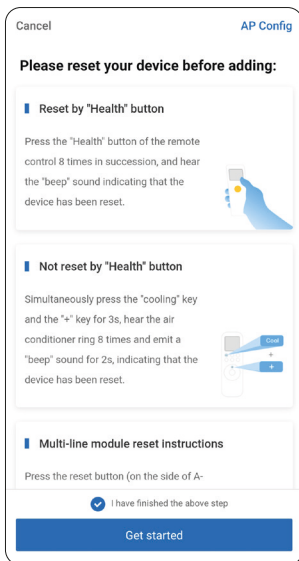 Cancel
AP Config
Please reset your device before adding:
Reset by "Health" button
Press the "Health" button of the remote
control 8 times in succession, and hear
the "beep" sound indicating that the
device has been reset.
Not reset by "Health" button
Simultaneously press the "cooling" key
and the "+" key for 3s, hear the air
conditioner ring 8 times and emit a
"beep" sound for 2s, indicating that the
device has been reset.
Cool
+
+
Multi-line module reset instructions
Press the reset button (on the side of A-
I have finished the above step
Get started